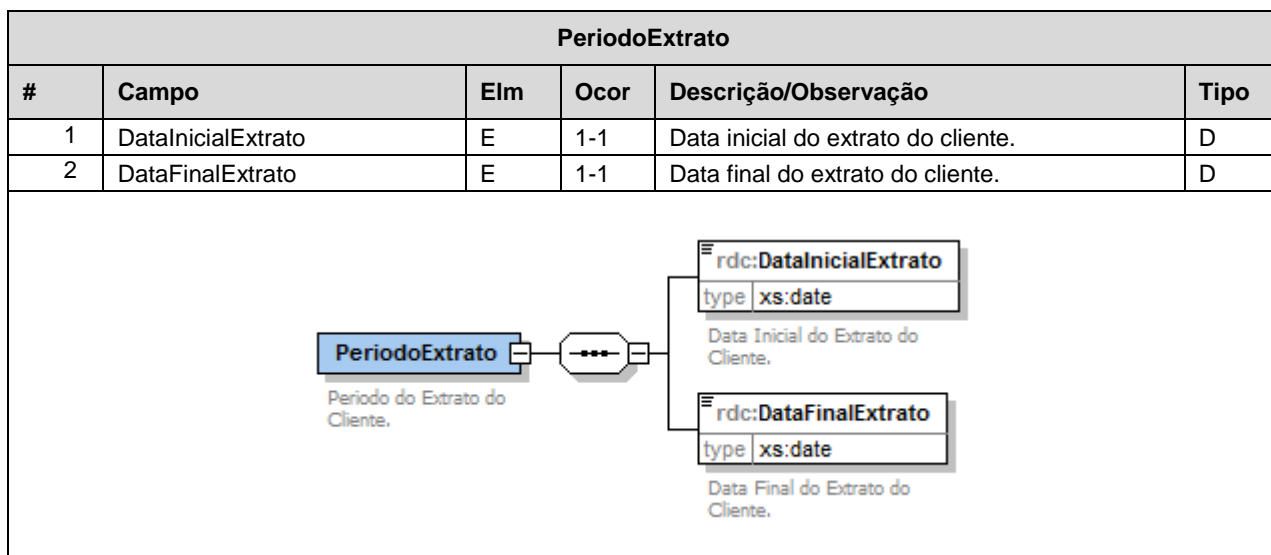 PeriodoExtrato
# Campo Elm Ocor Descrição/Observação Tipo
1 DataInicialExtrato E 1-1 Data inicial do extrato do cliente. D
2 DataFinalExtrato E 1-1 Data final do extrato do cliente. D
rdc:DataInicialExtrato
type xs:date
Data Inicial do Extrato do
Cliente.
PeriodoExtrato
Periodo do Extrato do
Cliente.
rdc:DataFinalExtrato
type xs:date
Data Final do Extrato do
Cliente.